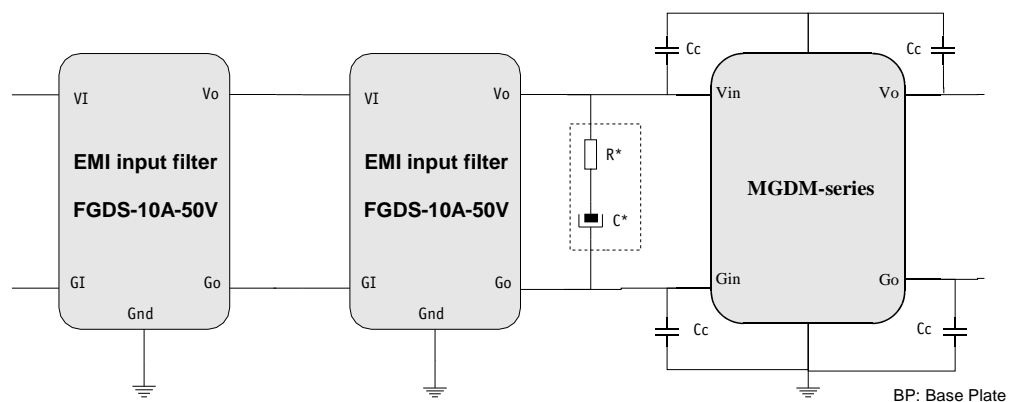 Cc
Cc
VI
Vo
VI
Vo
Vin
Vo
EMI input filter
FGDS-10A-50V
EMI input filter
FGDS-10A-50V
R*
C*
MGDM-series
GI
Go
GI
Go
Gin
Go
Gnd
Gnd
Cc
Cc
BP: Base Plate